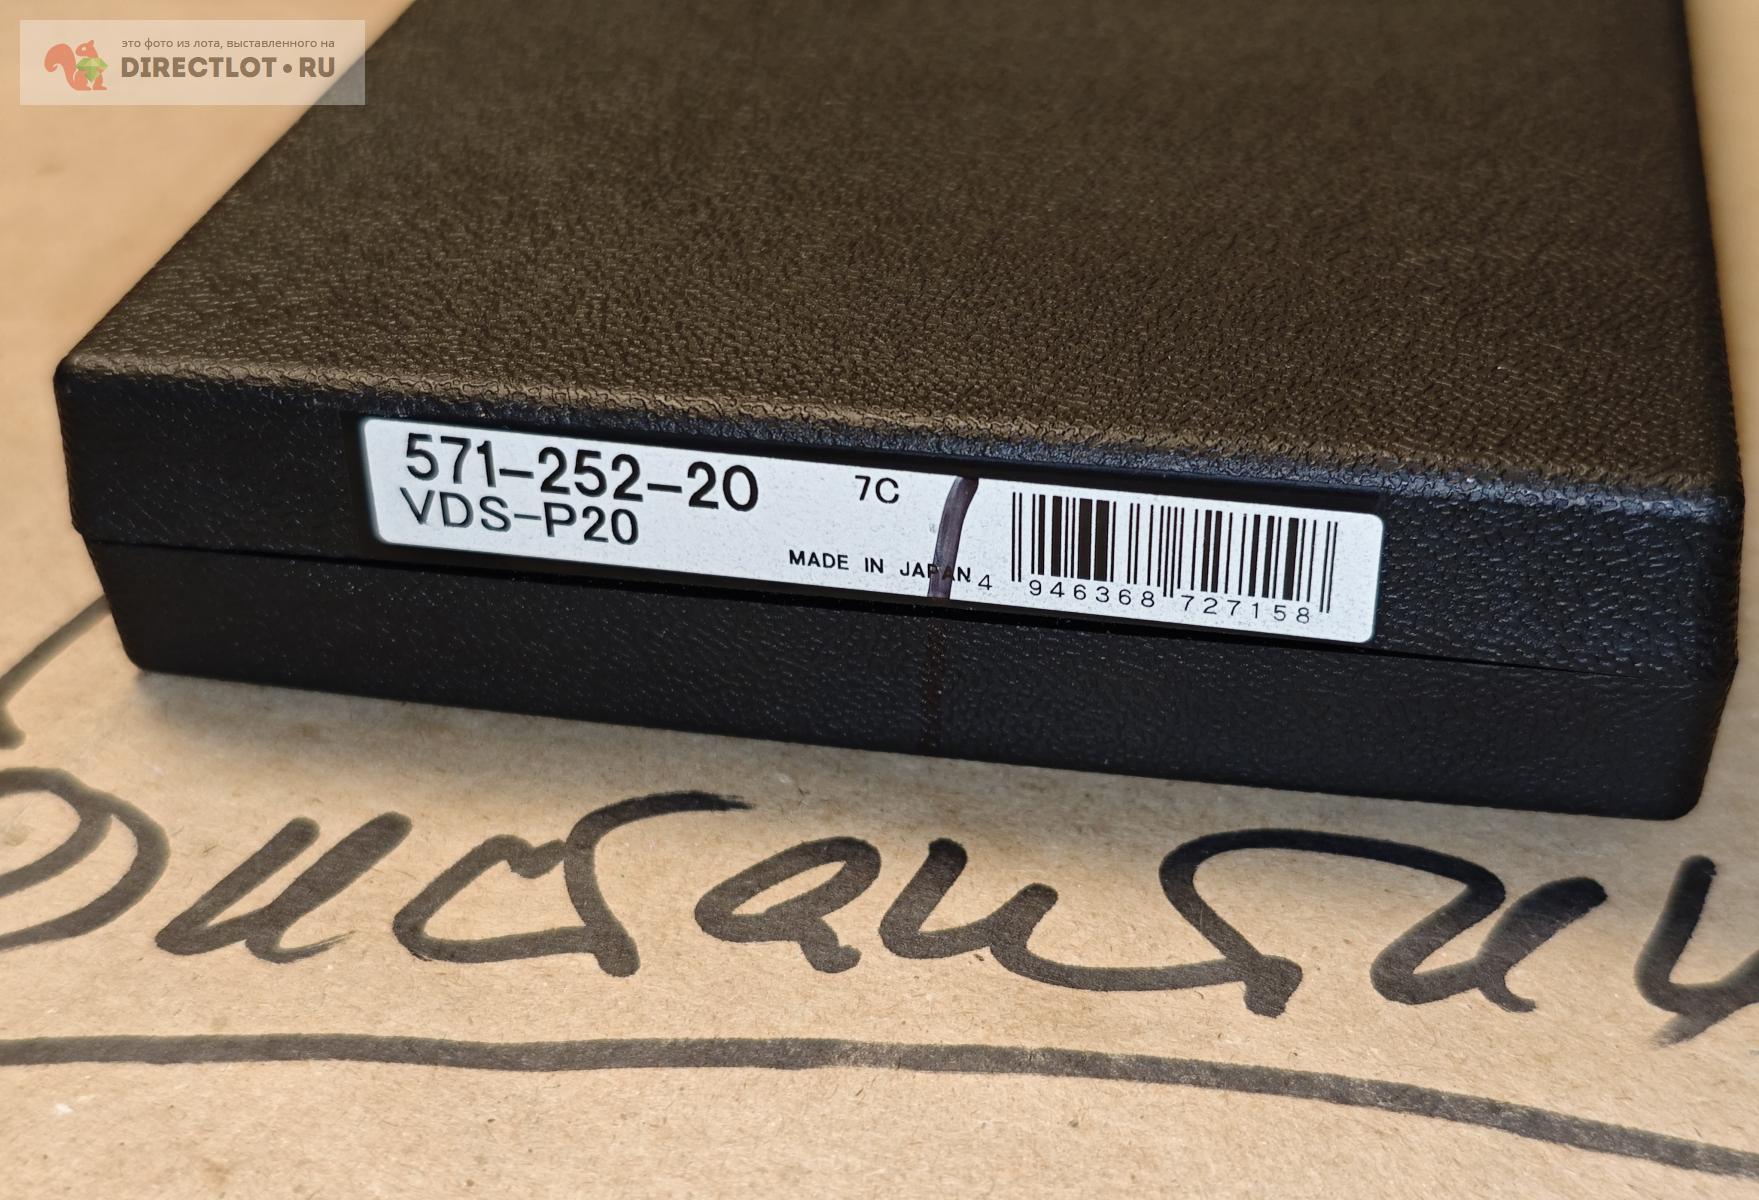 это фото из лота, выставленного на
DIRECTLOT•RU
571-252-20
7C
VDS-P20
MADE IN JAPAN
4 946368 727158